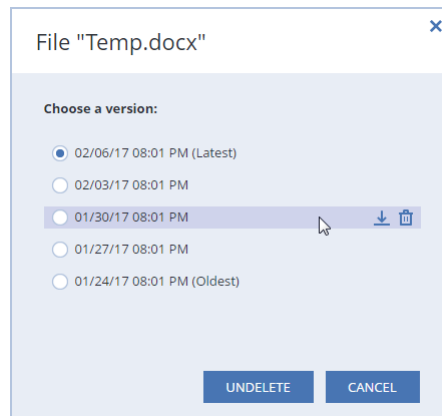 File "Temp.docx"
Choose a version:
02/06/17 08:01 PM (Latest)
02/03/17 08:01 PM
01/30/17 08:01 PM
01/27/17 08:01 PM
01/24/17 08:01 PM (Oldest)
UNDELETE CANCEL